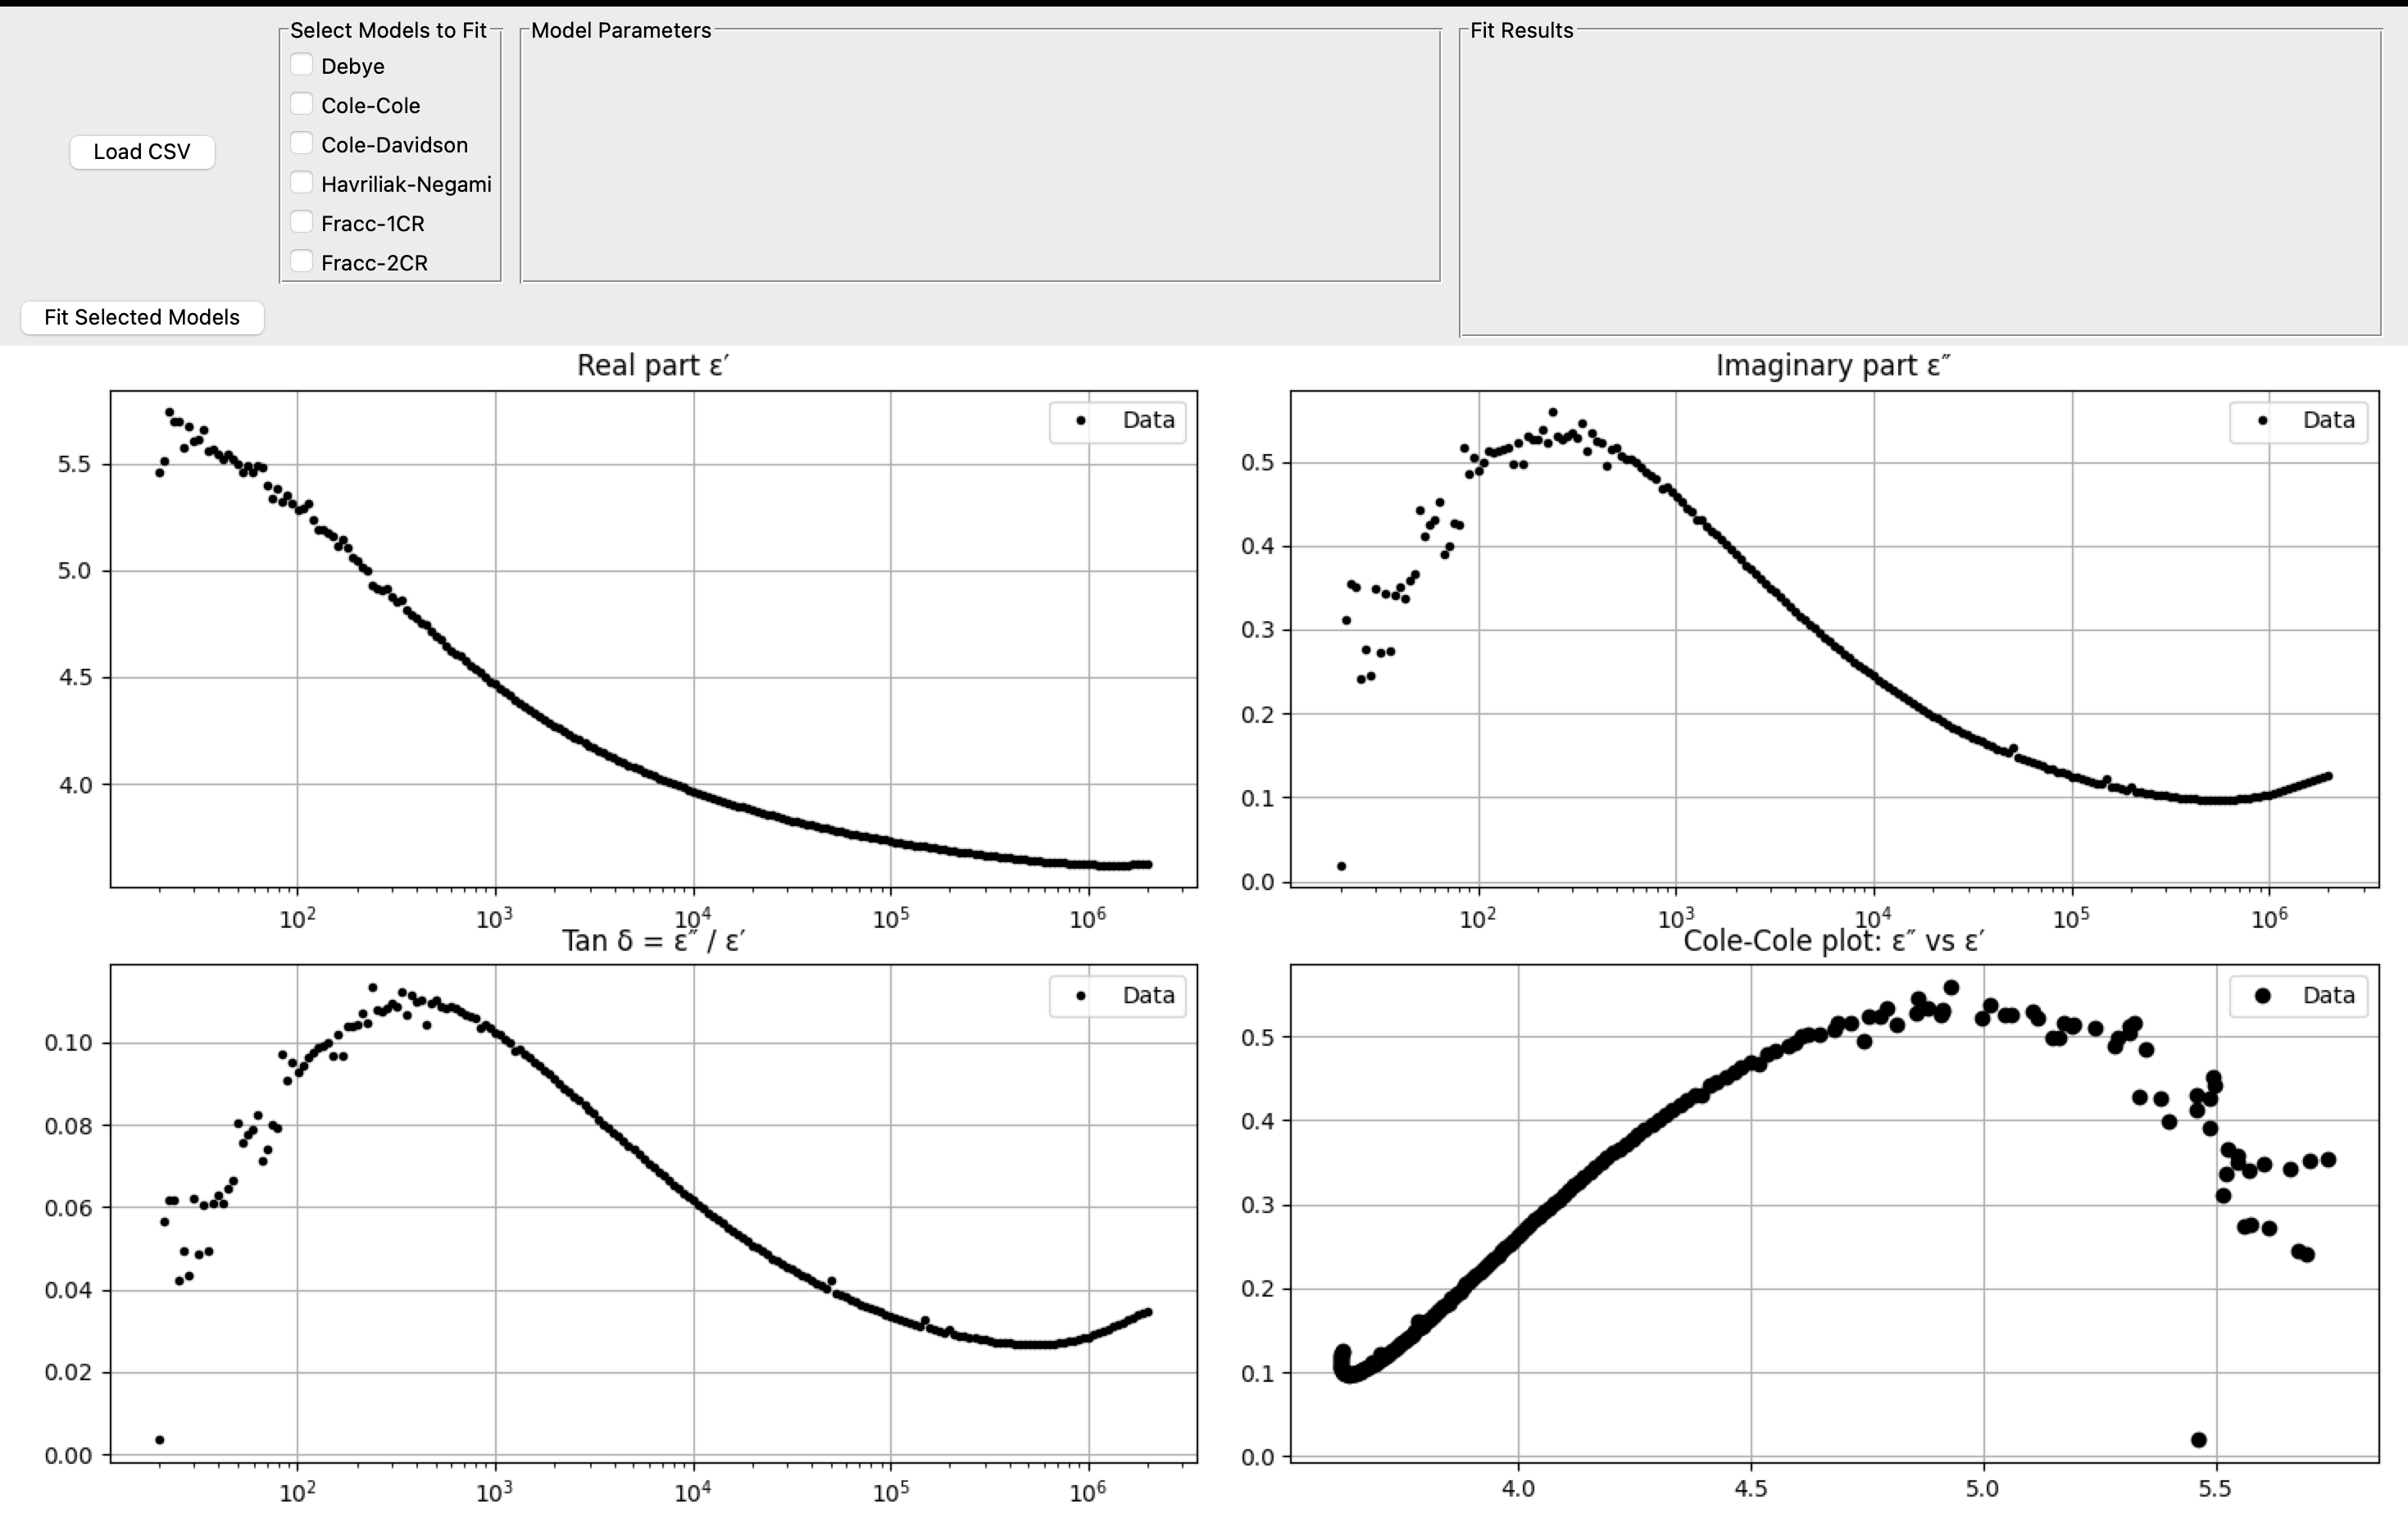 Select Models to Fit
Debye
Cole-Cole
Cole-Davidson
Havriliak-Negami
Fracc-1CR
Fracc-2CR
Model Parameters
Fit Results
Load CSV
Fit Selected Models
Real part ε′
Data
5.5
5.0
4.5
4.0
10² 10³ 10⁴ 10⁵ 10⁶
Imaginary part ε″
Data
0.5
0.4
0.3
0.2
0.1
0.0
10² 10³ 10⁴ 10⁵ 10⁶
Tan δ = ε″ / ε′
Data
0.10
0.08
0.06
0.04
0.02
0.00
10² 10³ 10⁴ 10⁵ 10⁶
Cole-Cole plot: ε″ vs ε′
Data
0.5
0.4
0.3
0.2
0.1
0.0
4.0 4.5 5.0 5.5